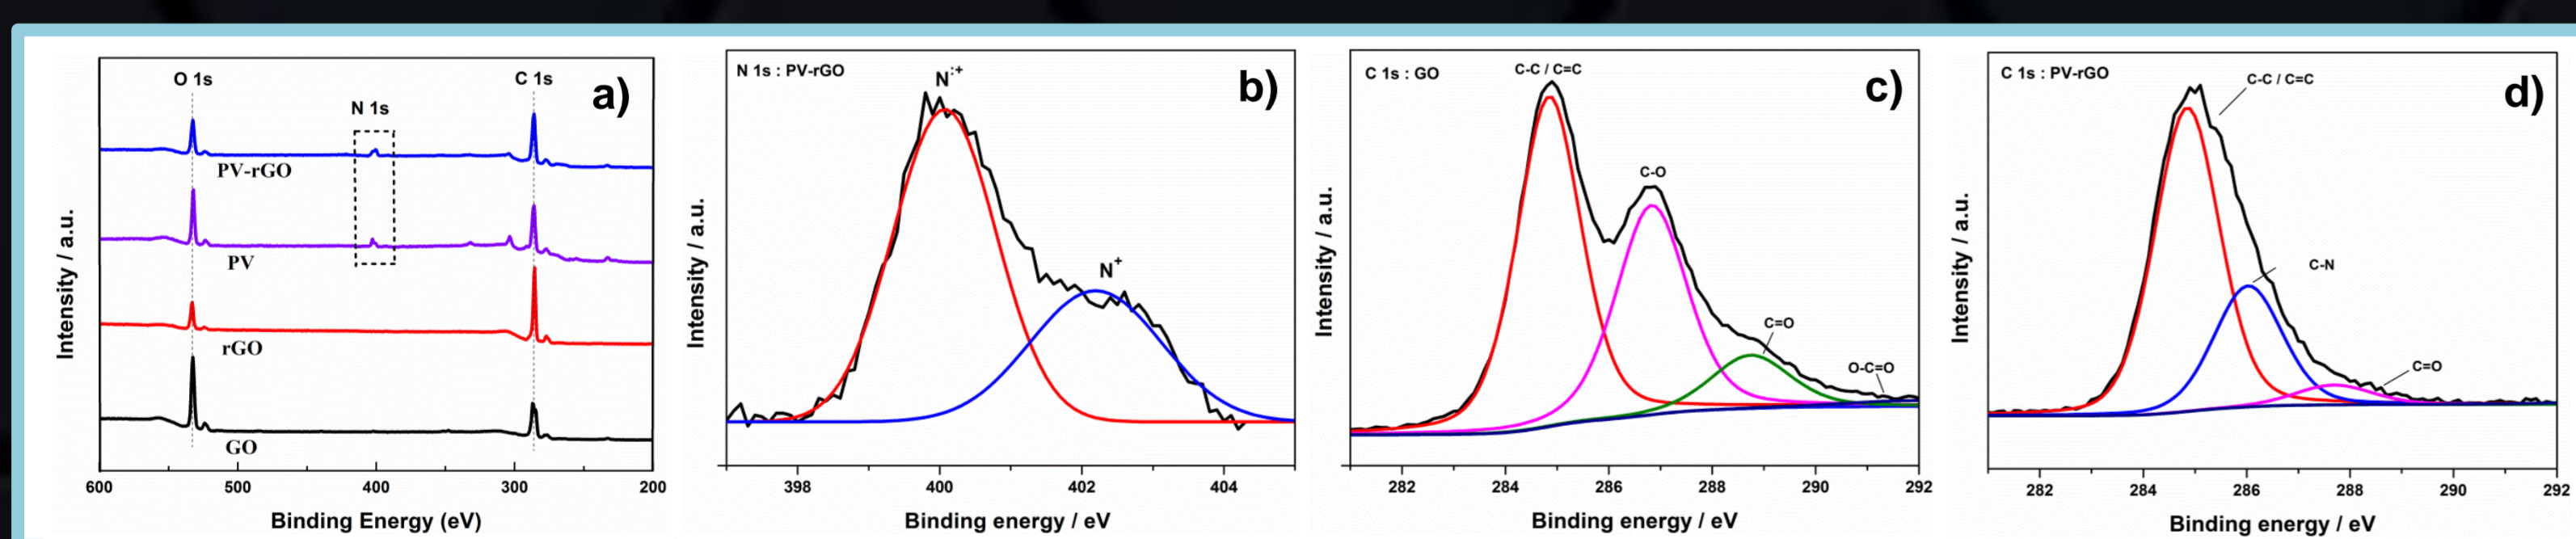 a)
O 1s
N 1s
C 1s
PV-rGO
PV
rGO
GO
Intensity / a.u.
600 500 400 300 200
Binding Energy (eV)
b)
N 1s : PV-rGO
N·+
N+
Intensity / a.u.
398 400 402 404
Binding energy / eV
c)
C 1s : GO
C-C / C=C
C-O
C=O
O-C=O
Intensity / a.u.
282 284 286 288 290 292
Binding energy / eV
d)
C 1s : PV-rGO
C-C / C=C
C-N
C=O
Intensity / a.u.
282 284 286 288 290 292
Binding energy / eV